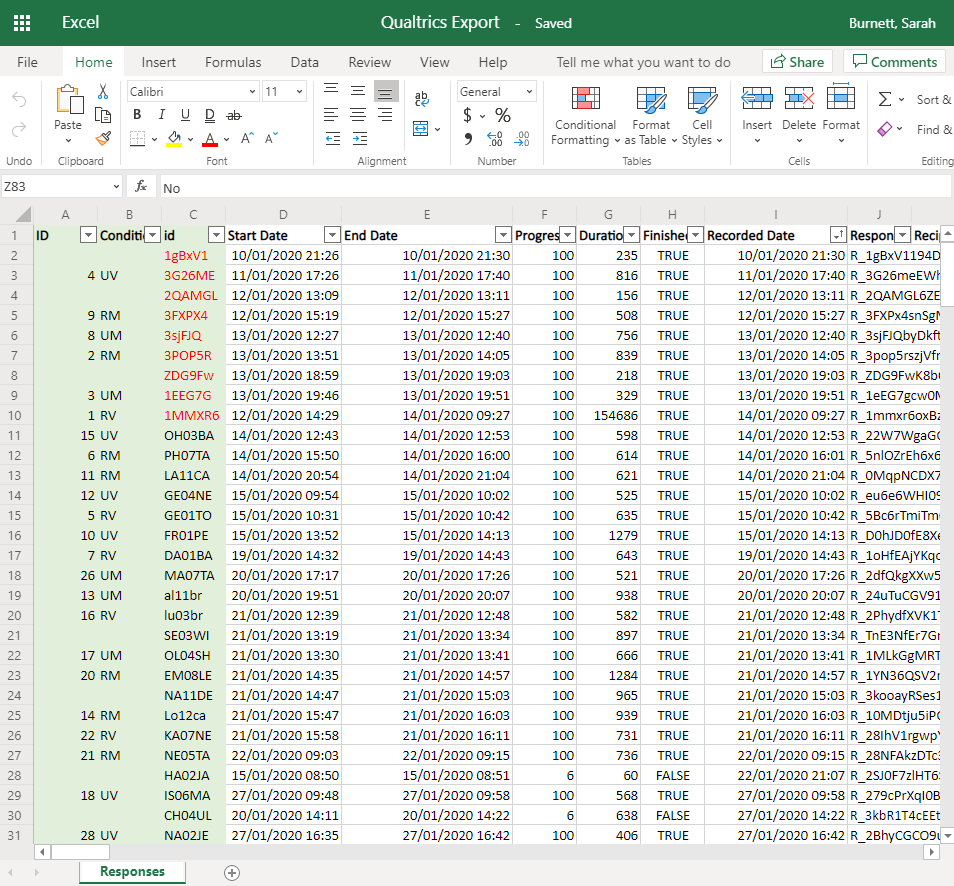 Excel Qualtrics Export - Saved Burnett, Sarah
File Home Insert Formulas Data Review View Help Tell me what you want to do Share Comments
Calibri 11 General
Paste B I U D ab $ % Conditional Formatting Format as Table Cell Styles Insert Delete Format Sort & Find &
Undo Clipboard Font Alignment Number Tables Cells Editing
Z83 fx No
A B C D E F G H I J
1 ID Conditi id Start Date End Date Progres Duratio Finishe Recorded Date Respon Reci
2 1gBxV1 10/01/2020 21:26 10/01/2020 21:30 100 235 TRUE 10/01/2020 21:30 R_1gBxV1194D
3 4 UV 3G26ME 11/01/2020 17:26 11/01/2020 17:40 100 816 TRUE 11/01/2020 17:40 R_3G26meEWh
4 2QAMGL 12/01/2020 13:09 12/01/2020 13:11 100 156 TRUE 12/01/2020 13:11 R_2QAMGL6ZE
5 9 RM 3FXPX4 12/01/2020 15:19 12/01/2020 15:27 100 508 TRUE 12/01/2020 15:27 R_3FXPx4snSgM
6 8 UM 3sjFJQ 13/01/2020 12:27 13/01/2020 12:40 100 756 TRUE 13/01/2020 12:40 R_3sjFJQbyDkft
7 2 RM 3POP5R 13/01/2020 13:51 13/01/2020 14:05 100 839 TRUE 13/01/2020 14:05 R_3pop5rszjVfr
8 ZDG9Fw 13/01/2020 18:59 13/01/2020 19:03 100 218 TRUE 13/01/2020 19:03 R_ZDG9FwK8b
9 3 UM 1EEG7G 13/01/2020 19:46 13/01/2020 19:51 100 329 TRUE 13/01/2020 19:51 R_1eEG7gcw0
10 1 RV 1MMXR6 12/01/2020 14:29 14/01/2020 09:27 100 154686 TRUE 14/01/2020 09:27 R_1mmxr6oxBz
11 15 UV OH03BA 14/01/2020 12:43 14/01/2020 12:53 100 598 TRUE 14/01/2020 12:53 R_22W7WgaG
12 6 RM PH07TA 14/01/2020 15:50 14/01/2020 16:00 100 614 TRUE 14/01/2020 16:01 R_5nlOZrEh6x6
13 11 RM LA11CA 14/01/2020 20:54 14/01/2020 21:04 100 621 TRUE 14/01/2020 21:04 R_0MqpNCDX7
14 12 UV GE04NE 15/01/2020 09:54 15/01/2020 10:02 100 525 TRUE 15/01/2020 10:02 R_eu6e6WHI09
15 5 RV GE01TO 15/01/2020 10:31 15/01/2020 10:42 100 635 TRUE 15/01/2020 10:42 R_5Bc6rTmiTm
16 10 UV FR01PE 15/01/2020 13:52 15/01/2020 14:13 100 1279 TRUE 15/01/2020 14:13 R_D0hJD0fE8Xe
17 7 RV DA01BA 19/01/2020 14:32 19/01/2020 14:43 100 643 TRUE 19/01/2020 14:43 R_1oHfEAjYKqc
18 26 UM MA07TA 20/01/2020 17:17 20/01/2020 17:26 100 521 TRUE 20/01/2020 17:26 R_2dfQkgXXw5
19 13 UM al11br 20/01/2020 19:51 20/01/2020 20:07 100 938 TRUE 20/01/2020 20:07 R_24uTuCGV91
20 16 RV lu03br 21/01/2020 12:39 21/01/2020 12:48 100 582 TRUE 21/01/2020 12:48 R_2PhydfXVK1
21 SE03WI 21/01/2020 13:19 21/01/2020 13:34 100 897 TRUE 21/01/2020 13:34 R_TnE3NfEr7Gr
22 17 UM OL04SH 21/01/2020 13:30 21/01/2020 13:41 100 666 TRUE 21/01/2020 13:41 R_1MLkGgMRT
23 20 RM EM08LE 21/01/2020 14:35 21/01/2020 14:57 100 1284 TRUE 21/01/2020 14:57 R_1YN36QSV2r
24 NA11DE 21/01/2020 14:47 21/01/2020 15:03 100 965 TRUE 21/01/2020 15:03 R_3kooayRSes1
25 14 RM Lo12ca 21/01/2020 15:47 21/01/2020 16:03 100 939 TRUE 21/01/2020 16:03 R_10MDtju5iP
26 22 RV KA07NE 21/01/2020 15:58 21/01/2020 16:11 100 731 TRUE 21/01/2020 16:11 R_28IhV1rgwp
27 21 RM NE05TA 22/01/2020 09:03 22/01/2020 09:15 100 736 TRUE 22/01/2020 09:15 R_28NFAkzDTc
28 HA02JA 15/01/2020 08:50 15/01/2020 08:51 6 60 FALSE 22/01/2020 21:07 R_2SJ0F7zlHT6
29 18 UV IS06MA 27/01/2020 09:48 27/01/2020 09:58 100 568 TRUE 27/01/2020 09:58 R_279cPrXqI0B
30 CH04UL 20/01/2020 14:11 20/01/2020 14:22 6 638 FALSE 27/01/2020 14:22 R_3kbR1T4cEEt
31 28 UV NA02JE 27/01/2020 16:35 27/01/2020 16:42 100 406 TRUE 27/01/2020 16:42 R_2BhyCGCO9
Responses